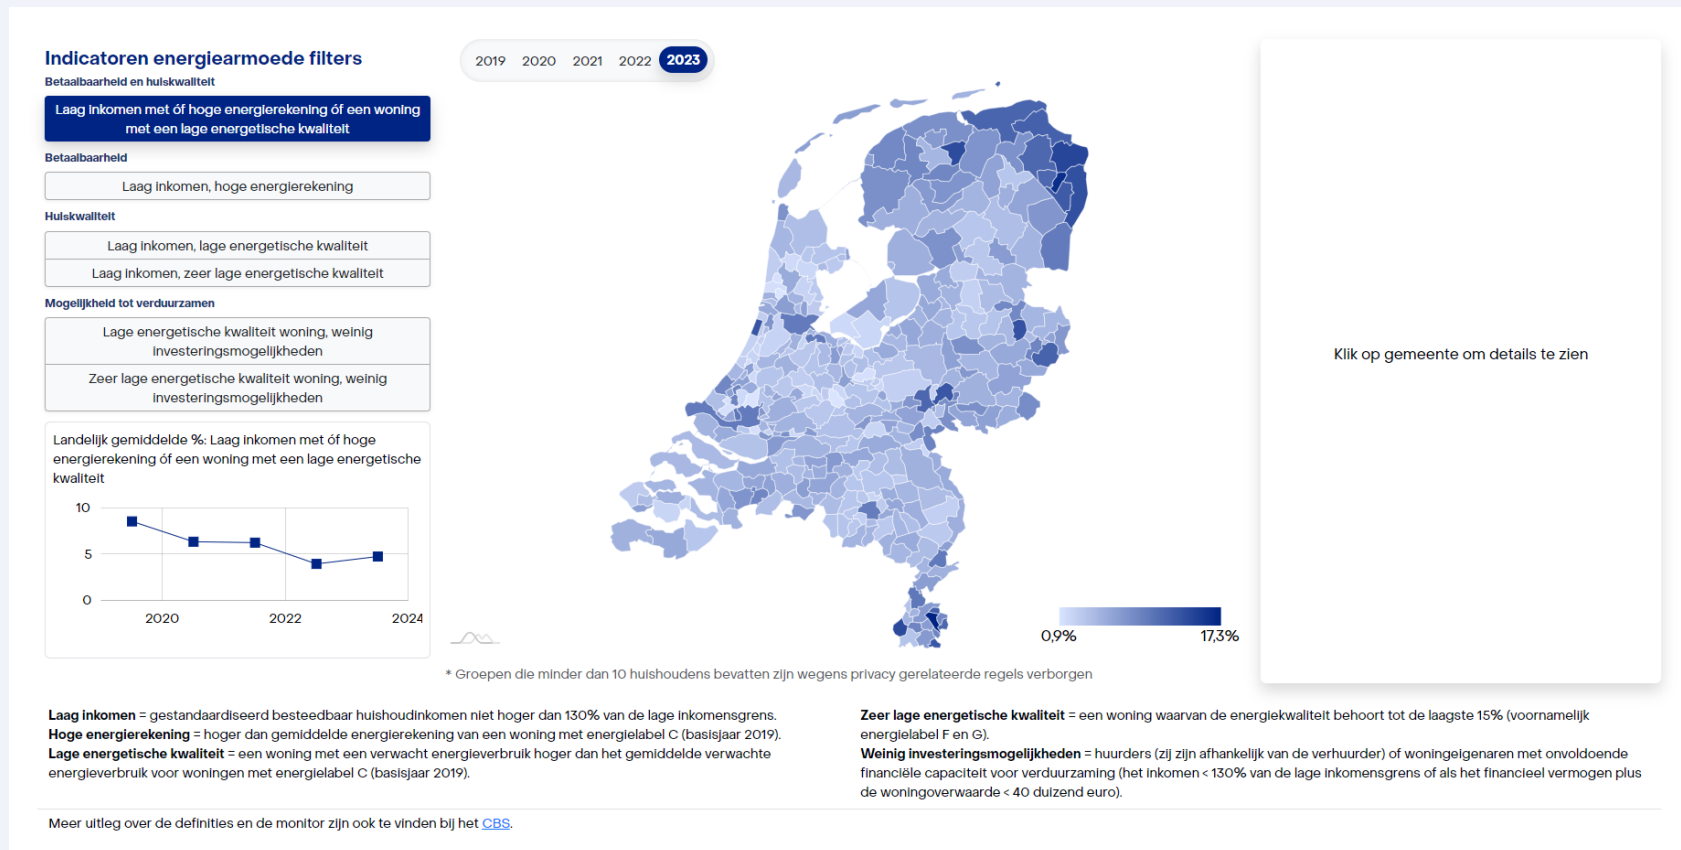 Indicatoren energiearmoede filters
Betaalbaarheid en huiskwaliteit
Laag inkomen met óf hoge energierekening óf een woning
met een lage energetische kwaliteit
Betaalbaarheid
Laag inkomen, hoge energierekening
Huiskwaliteit
Laag inkomen, lage energetische kwaliteit
Laag inkomen, zeer lage energetische kwaliteit
Mogelijkheid tot verduurzamen
Lage energetische kwaliteit woning, weinig
investeringsmogelijkheden
Zeer lage energetische kwaliteit woning, weinig
investeringsmogelijkheden
Landelijk gemiddelde %: Laag inkomen met óf hoge
energierekening óf een woning met een lage energetische
kwaliteit
10
5
0
2020 2022 2024
2019 2020 2021 2022 2023
0,9% 17,3%
* Groepen die minder dan 10 huishoudens bevatten zijn wegens privacy gerelateerde regels verborgen
Klik op gemeente om details te zien
Laag inkomen = gestandaardiseerd besteedbaar huishoudinkomen niet hoger dan 130% van de lage inkomensgrens.
Hoge energierekening = hoger dan gemiddelde energierekening van een woning met energielabel C (basisjaar 2019).
Lage energetische kwaliteit = een woning met een verwacht energieverbruik hoger dan het gemiddelde verwachte
energieverbruik voor woningen met energielabel C (basisjaar 2019).
Zeer lage energetische kwaliteit = een woning waarvan de energiekwaliteit behoort tot de laagste 15% (voornamelijk
energielabel F en G).
Weinig investeringsmogelijkheden = huurders (zij zijn afhankelijk van de verhuurder) of woningeigenaren met onvoldoende
financiële capaciteit voor verduurzaming (het inkomen < 130% van de lage inkomensgrens of als het financieel vermogen plus
de woningoverwaarde < 40 duizend euro).
Meer uitleg over de definities en de monitor zijn ook te vinden bij het CBS.